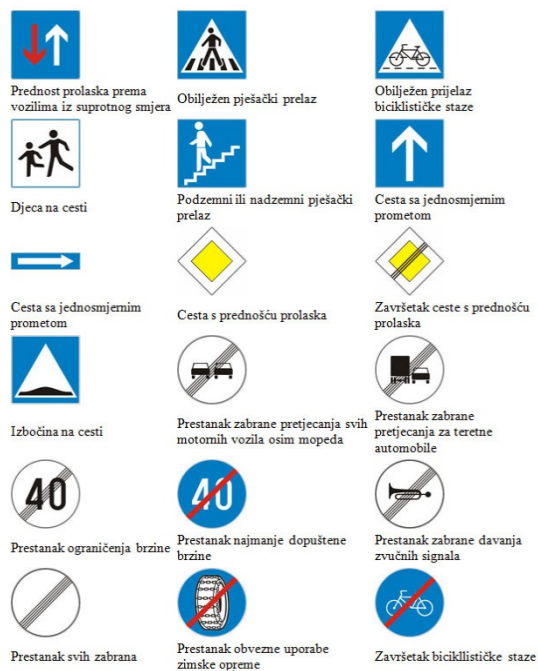 Prednost prolaska prema
vozilima iz suprotnog smjera
Obilježen pješački prelaz
Obilježen prijelaz
biciklističke staze
Djeca na cesti
Podzemni ili nadzemni pješački
prelaz
Cesta sa jednosmjernim
prometom
Cesta sa jednosmjernim
prometom
Cesta s prednošću prolaska
Završetak ceste s prednošću
prolaska
Izbočina na cesti
Prestanak zabrane pretjecanja svih
motornih vozila osim mopeda
Prestanak zabrane
pretjecanja za teretne
automobile
40
Prestanak ograničenja brzine
40
Prestanak najmanje dopuštene
brzine
Prestanak zabrane davanja
zvučnih signala
Prestanak svih zabrana
Prestanak obvezne uporabe
zimske opreme
Završetak bicikllističke staze